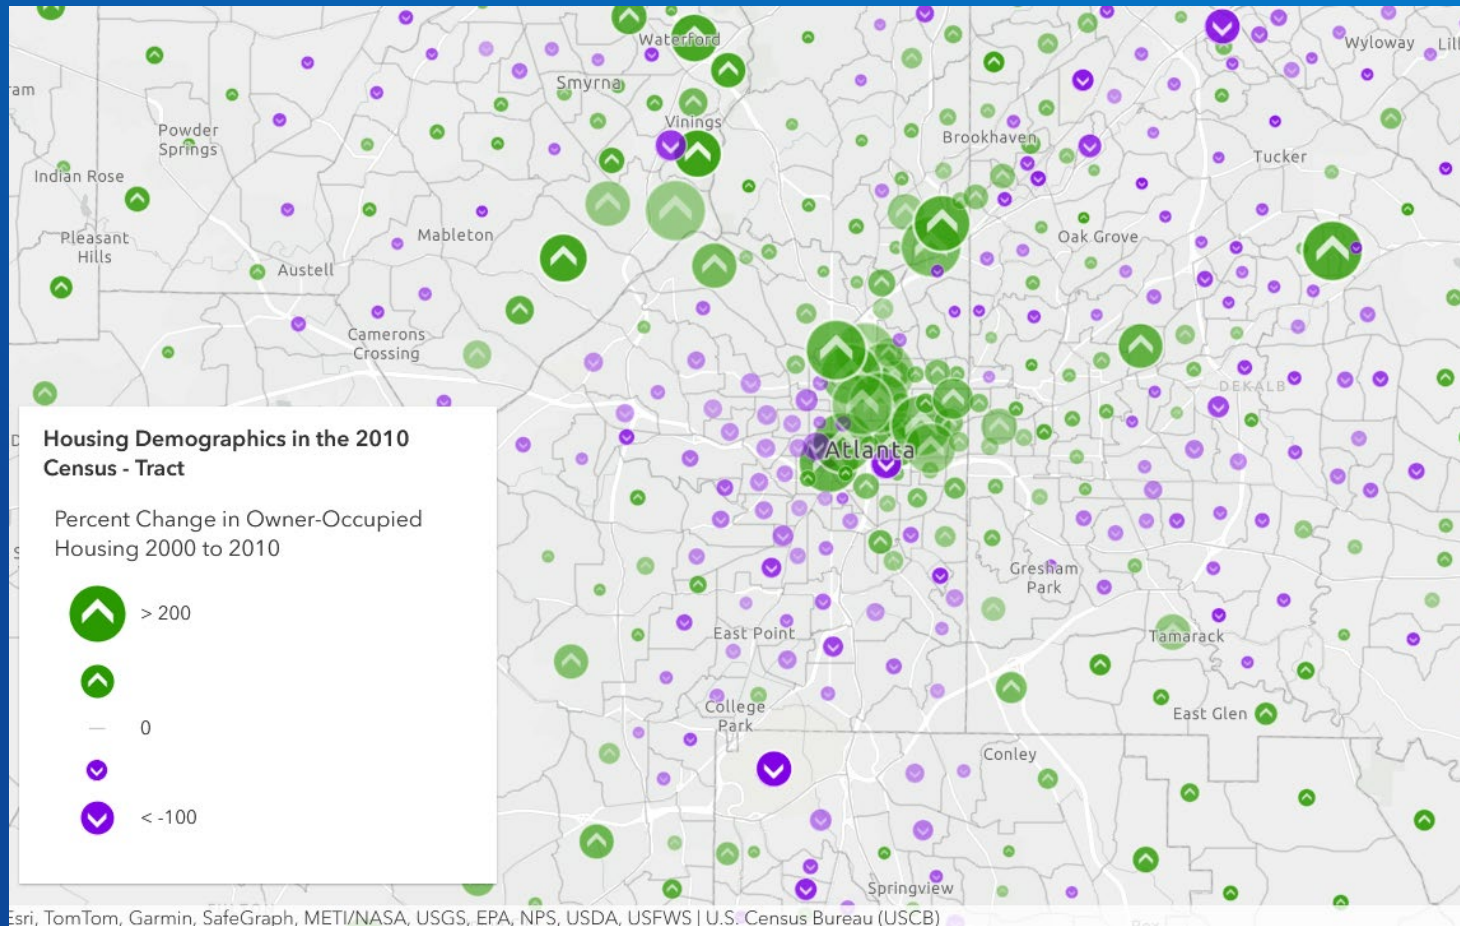 Waterford
Wyloway
Smyrna
Vinings
Powder
Springs
Brookhaven
Tucker
Indian Rose
Mableton
Oak Grove
Pleasant
Hills
Austell
Camerons
Crossing
DEKALB
Atlanta
Housing Demographics in the 2010
Census - Tract
Percent Change in Owner-Occupied
Housing 2000 to 2010
> 200
0
< -100
Gresham
Park
East Point
Tamarack
College
Park
East Glen
Conley
Springview
Esri, TomTom, Garmin, SafeGraph, METI/NASA, USGS, EPA, NPS, USDA, USFWS | U.S. Census Bureau (USCB)